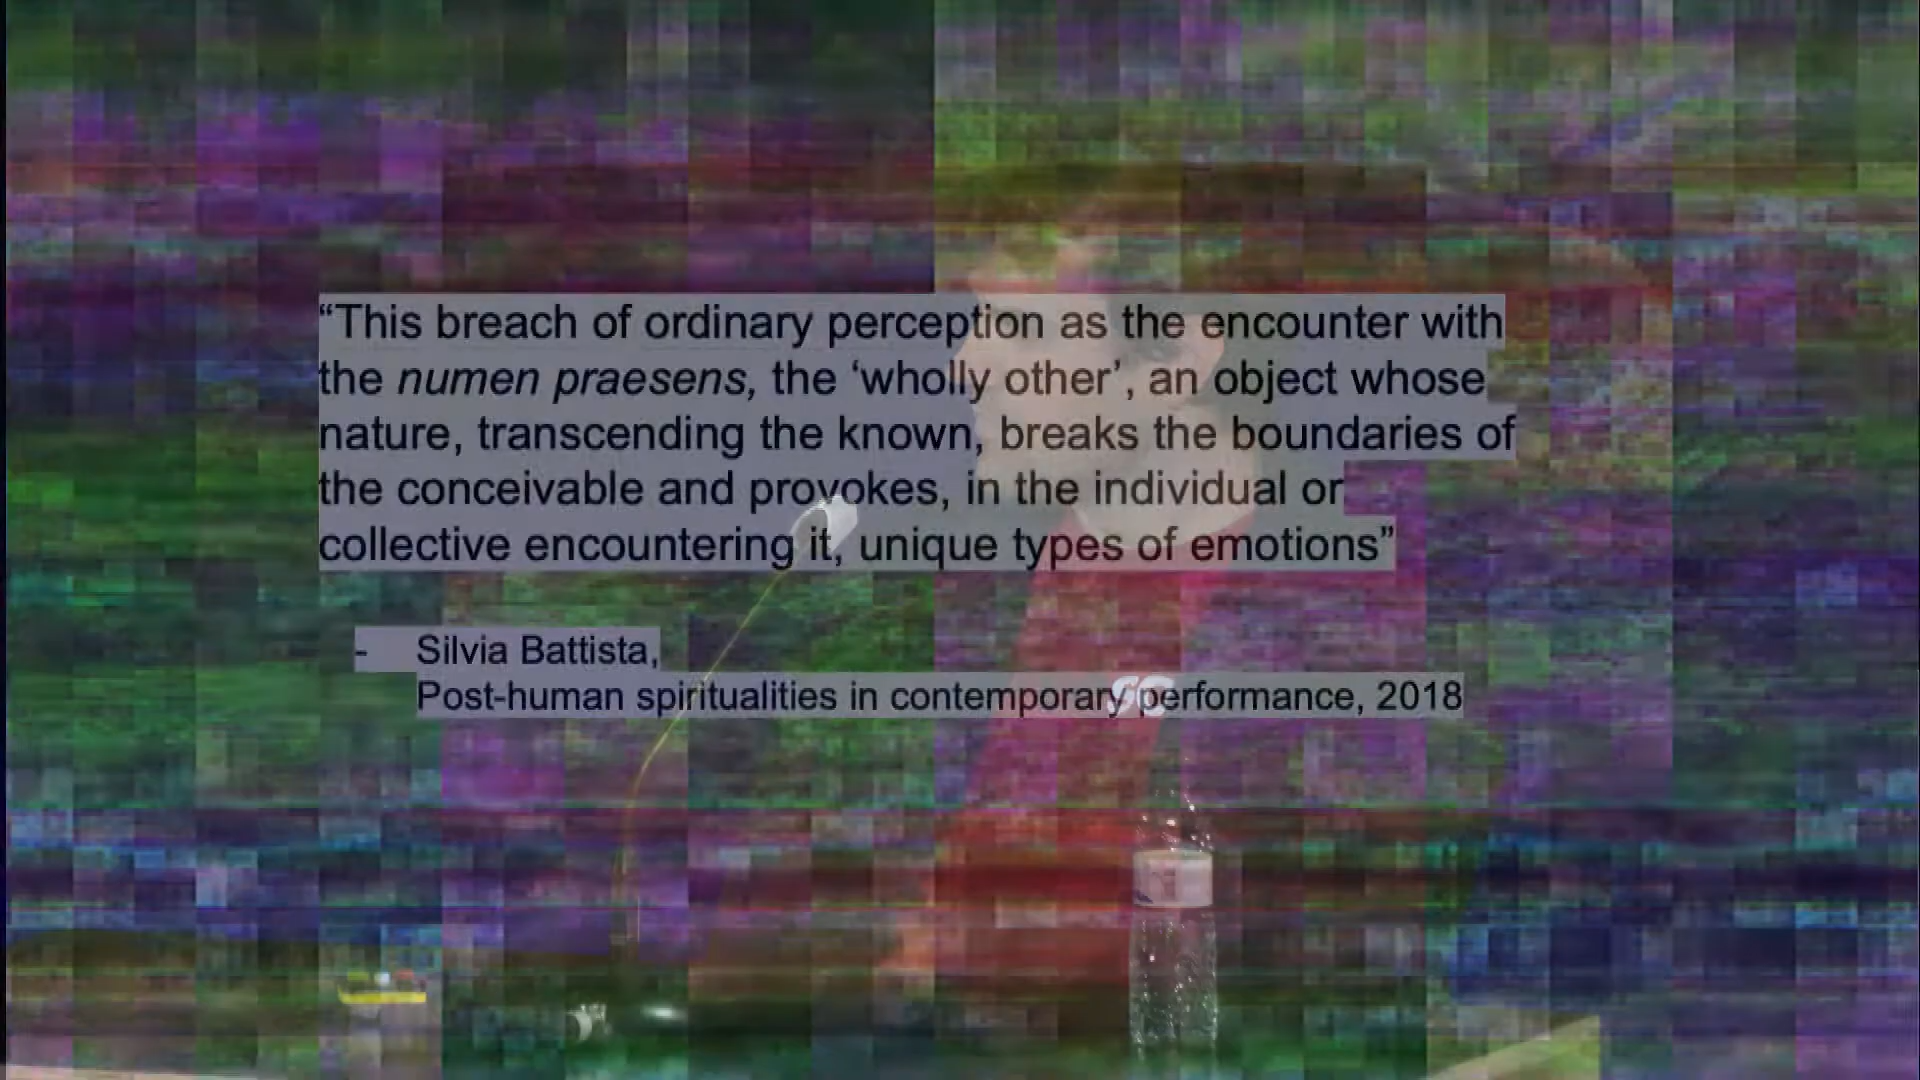 “This breach of ordinary perception as the encounter with
the numen praesens, the ‘wholly other’, an object whose
nature, transcending the known, breaks the boundaries of
the conceivable and provokes, in the individual or
collective encountering it, unique types of emotions”
- Silvia Battista,
Post-human spiritualities in contemporary performance, 2018